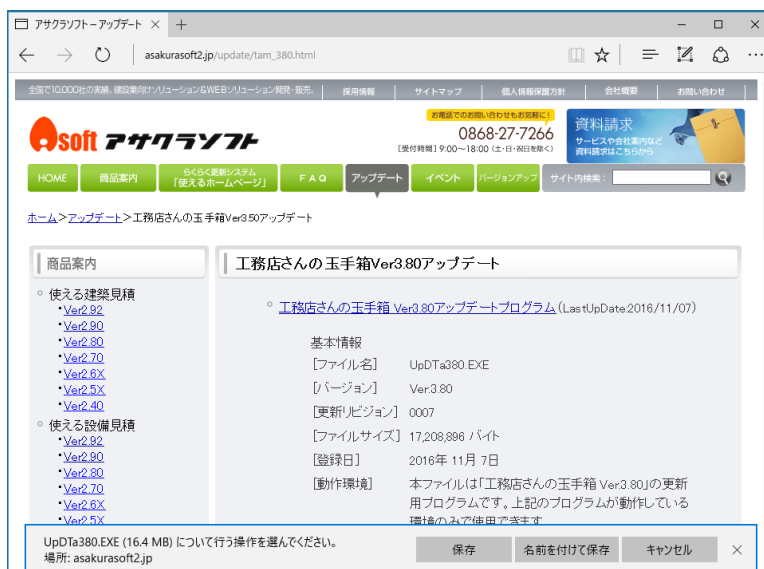 アサクラソフト – アップデート
asakurasoft2.jp/update/tam_380.html
全国で10,000社の実績。建設業向けソリューション&WEBソリューション開発・販売。 採用情報 サイトマップ 個人情報保護方針 会社概要 お問い合わせ
お電話でのお問い合わせもお気軽に!
asoft アサクラソフト
0868-27-7266
[受付時間] 9:00～18:00 (土・日・祝日を除く)
資料請求
サービスや会社案内など
資料請求はこちらから
HOME 商品案内 らくらく更新システム「使えるホームページ」 FAQ アップデート イベント バージョンアップ サイト内検索:
ホーム>アップデート>工務店さんの玉手箱Ver3.50アップデート
商品案内
使える建築見積
Ver2.92
Ver2.90
Ver2.80
Ver2.70
Ver2.6X
Ver2.5X
Ver2.40
使える設備見積
Ver2.92
Ver2.90
Ver2.80
Ver2.70
Ver2.6X
Ver2.5X
工務店さんの玉手箱Ver3.80アップデート
工務店さんの玉手箱 Ver3.80アップデートプログラム(LastUpDate:2016/11/07)
基本情報
[ファイル名] UpDTa380.EXE
[バージョン] Ver.3.80
[更新リビジョン] 0007
[ファイルサイズ] 17,208,896 バイト
[登録日] 2016年 11月 7日
[動作環境] 本ファイルは「工務店さんの玉手箱 Ver3.80」の更新
用プログラムです。上記のプログラムが動作している
環境のみで使用できます
UpDTa380.EXE (16.4 MB) について行う操作を選んでください。
場所: asakurasoft2.jp
保存 名前を付けて保存 キャンセル